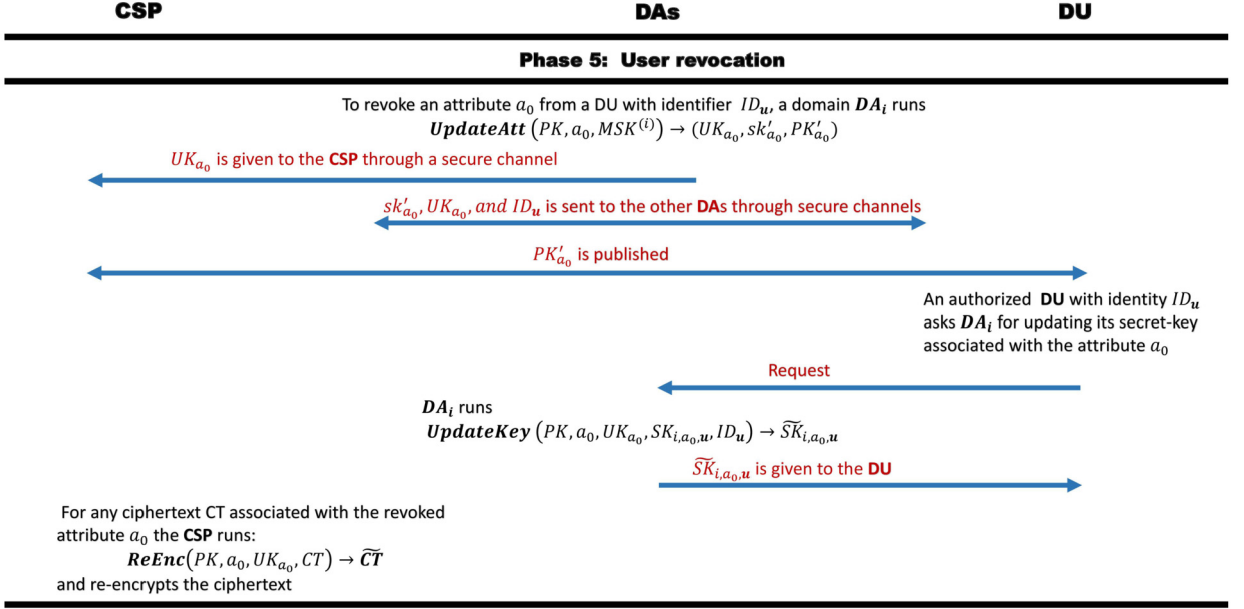 CSP DAs DU
Phase 5: User revocation
To revoke an attribute a₀ from a DU with identifier ID𝒖, a domain DAᵢ runs
UpdateAtt (PK, a₀, MSK⁽ⁱ⁾) → (UKₐ₀, sk′ₐ₀, PK′ₐ₀)
UKₐ₀ is given to the CSP through a secure channel
sk′ₐ₀, UKₐ₀, and ID𝒖 is sent to the other DAs through secure channels
PK′ₐ₀ is published
An authorized DU with identity ID𝒖
asks DAᵢ for updating its secret-key
associated with the attribute a₀
Request
DAᵢ runs
UpdateKey (PK, a₀, UKₐ₀, SKᵢ,ₐ₀,𝒖, ID𝒖) → S͠Kᵢ,ₐ₀,𝒖
S͠Kᵢ,ₐ₀,𝒖 is given to the DU
For any ciphertext CT associated with the revoked
attribute a₀ the CSP runs:
ReEnc(PK, a₀, UKₐ₀, CT) → C͠T
and re-encrypts the ciphertext